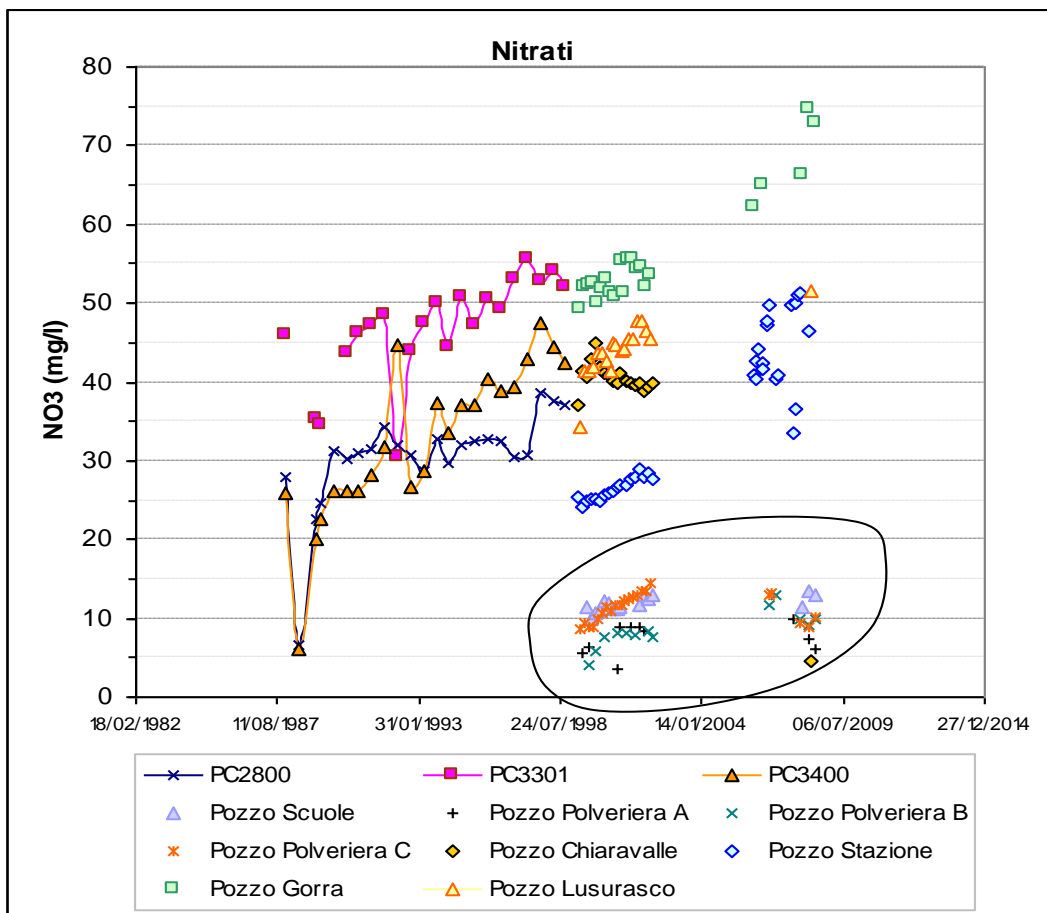 Nitrati
80
70
60
50
40
30
20
10
0
NO3 (mg/l)
18/02/1982 11/08/1987 31/01/1993 24/07/1998 14/01/2004 06/07/2009 27/12/2014
PC2800 PC3301 PC3400
Pozzo Scuole Pozzo Polveriera A Pozzo Polveriera B
Pozzo Polveriera C Pozzo Chiaravalle Pozzo Stazione
Pozzo Gorra Pozzo Lusurasco